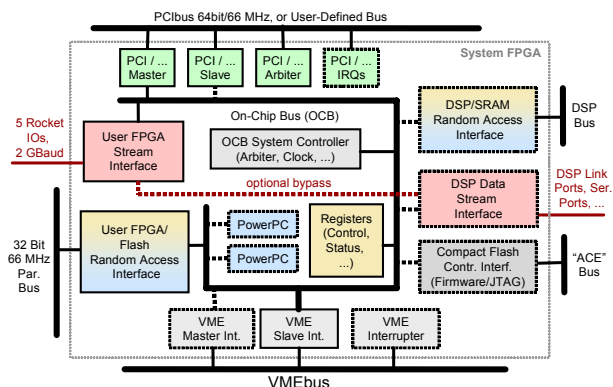 PCIbus 64bit/66 MHz, or User-Defined Bus
System FPGA
PCI / ...
Master
PCI / ...
Slave
PCI / ...
Arbiter
PCI / ...
IRQs
On-Chip Bus (OCB)
DSP/SRAM
Random Access
Interface
DSP
Bus
5 Rocket
IOs,
2 GBaud
User FPGA
Stream
Interface
OCB System Controller
(Arbiter, Clock, ...)
optional bypass
DSP Data
Stream
Interface
DSP Link
Ports, Ser.
Ports, ...
32 Bit
66 MHz
Par.
Bus
User FPGA/
Flash
Random Access
Interface
PowerPC
PowerPC
Registers
(Control,
Status,
...)
Compact Flash
Contr. Interf.
(Firmware/JTAG)
"ACE"
Bus
VME
Master Int.
VME
Slave Int.
VME
Interrupter
VMEbus